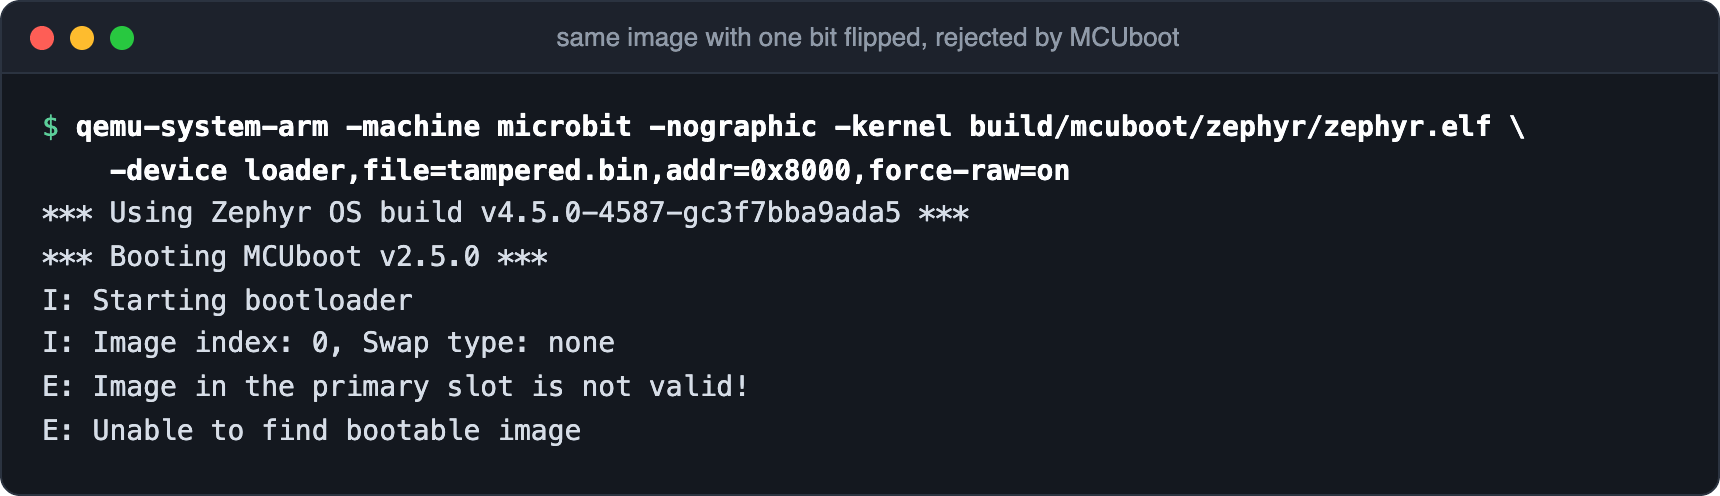 same image with one bit flipped, rejected by MCUboot
$ qemu-system-arm -machine microbit -nographic -kernel build/mcuboot/zephyr/zephyr.elf \
-device loader,file=tampered.bin,addr=0x8000,force-raw=on
*** Using Zephyr OS build v4.5.0-4587-gc3f7bba9ada5 ***
*** Booting MCUboot v2.5.0 ***
I: Starting bootloader
I: Image index: 0, Swap type: none
E: Image in the primary slot is not valid!
E: Unable to find bootable image